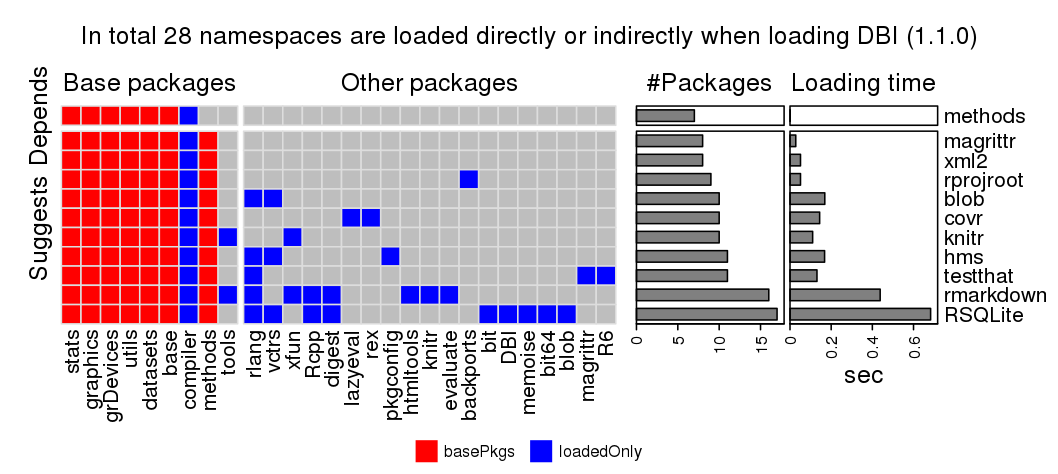 In total 28 namespaces are loaded directly or indirectly when loading DBI (1.1.0)
Base packages
Other packages
#Packages
Loading time
Depends
Suggests
methods
magrittr
xml2
rprojroot
blob
covr
knitr
hms
testthat
rmarkdown
RSQLite
stats
graphics
grDevices
utils
datasets
base
compiler
methods
tools
rlang
vctrs
xfun
Rcpp
digest
lazyeval
rex
pkgconfig
htmltools
knitr
evaluate
backports
bit
DBI
memoise
bit64
blob
magrittr
R6
0
5
10
15
0
0.2
0.4
0.6
sec
basePkgs
loadedOnly